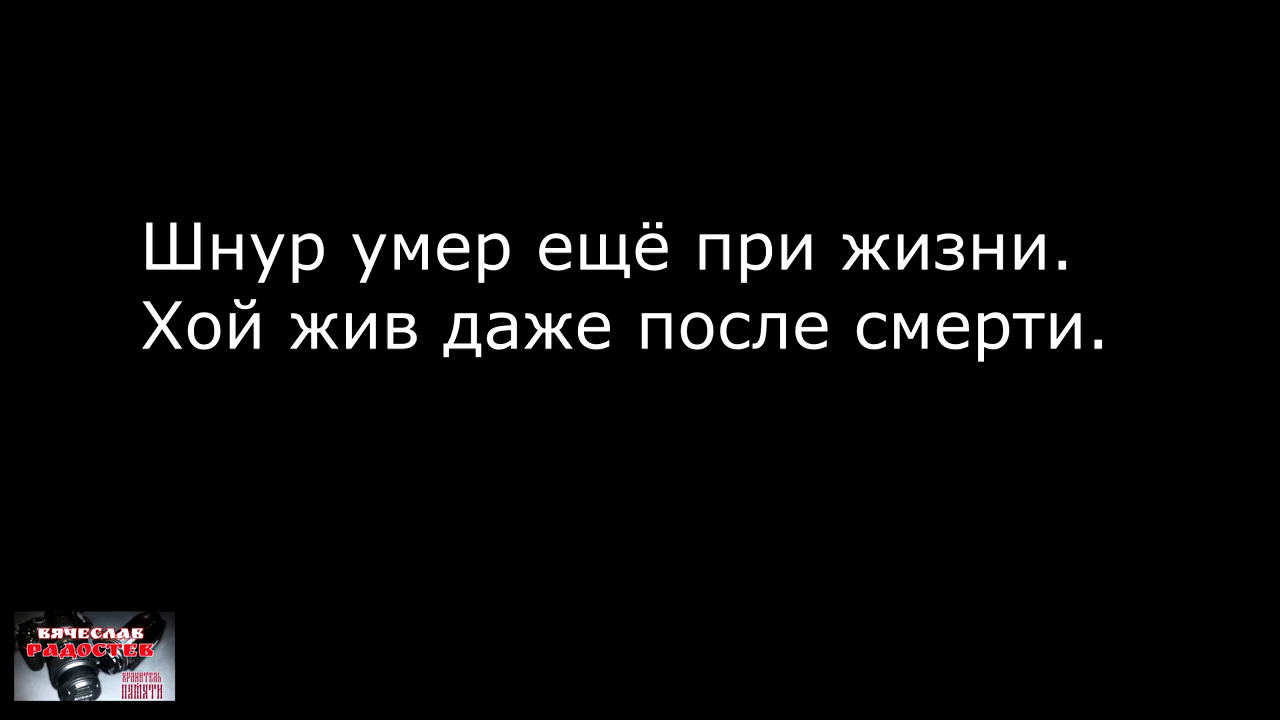 Шнур умер ещё при жизни.
Хой жив даже после смерти.
ВЯЧЕСЛАВ
РАДОСТЕВ
ХРАНИТЕЛЬ
ПАМЯТИ